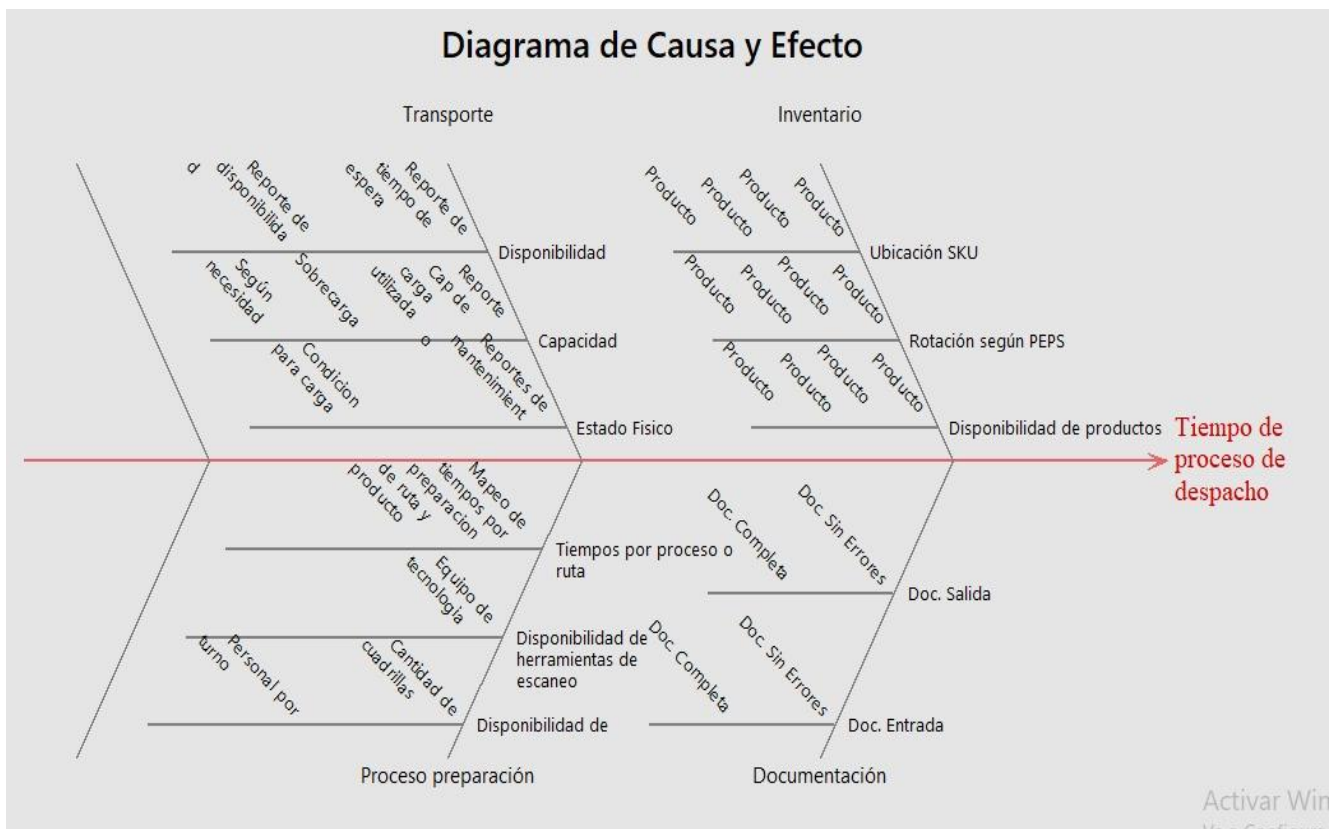 Diagrama de Causa y Efecto
Transporte
Inventario
Reporte de
disponibilida
d
Reporte de
tiempo de
espera
Disponibilidad
Según
necesidad
Sobrecarga
Reporte
Cap de
carga
utilizada
Capacidad
Condicion
para carga
Reportes de
mantenimient
o
Estado Fisico
Producto
Producto
Producto
Producto
Ubicación SKU
Producto
Producto
Producto
Producto
Rotación según PEPS
Producto
Producto
Producto
Producto
Disponibilidad de productos
Tiempo de
proceso de
despacho
Mapeo de
tiempos por
preparacion
de ruta y
producto
Tiempos por proceso o
ruta
Equipo de
tecnologia
Disponibilidad de
herramientas de
escaneo
Personal por
turno
Cantidad de
cuadrillas
Disponibilidad de
Doc. Completa
Doc. Sin Errores
Doc. Salida
Doc. Completa
Doc. Sin Errores
Doc. Entrada
Proceso preparación
Documentación
Activar Win